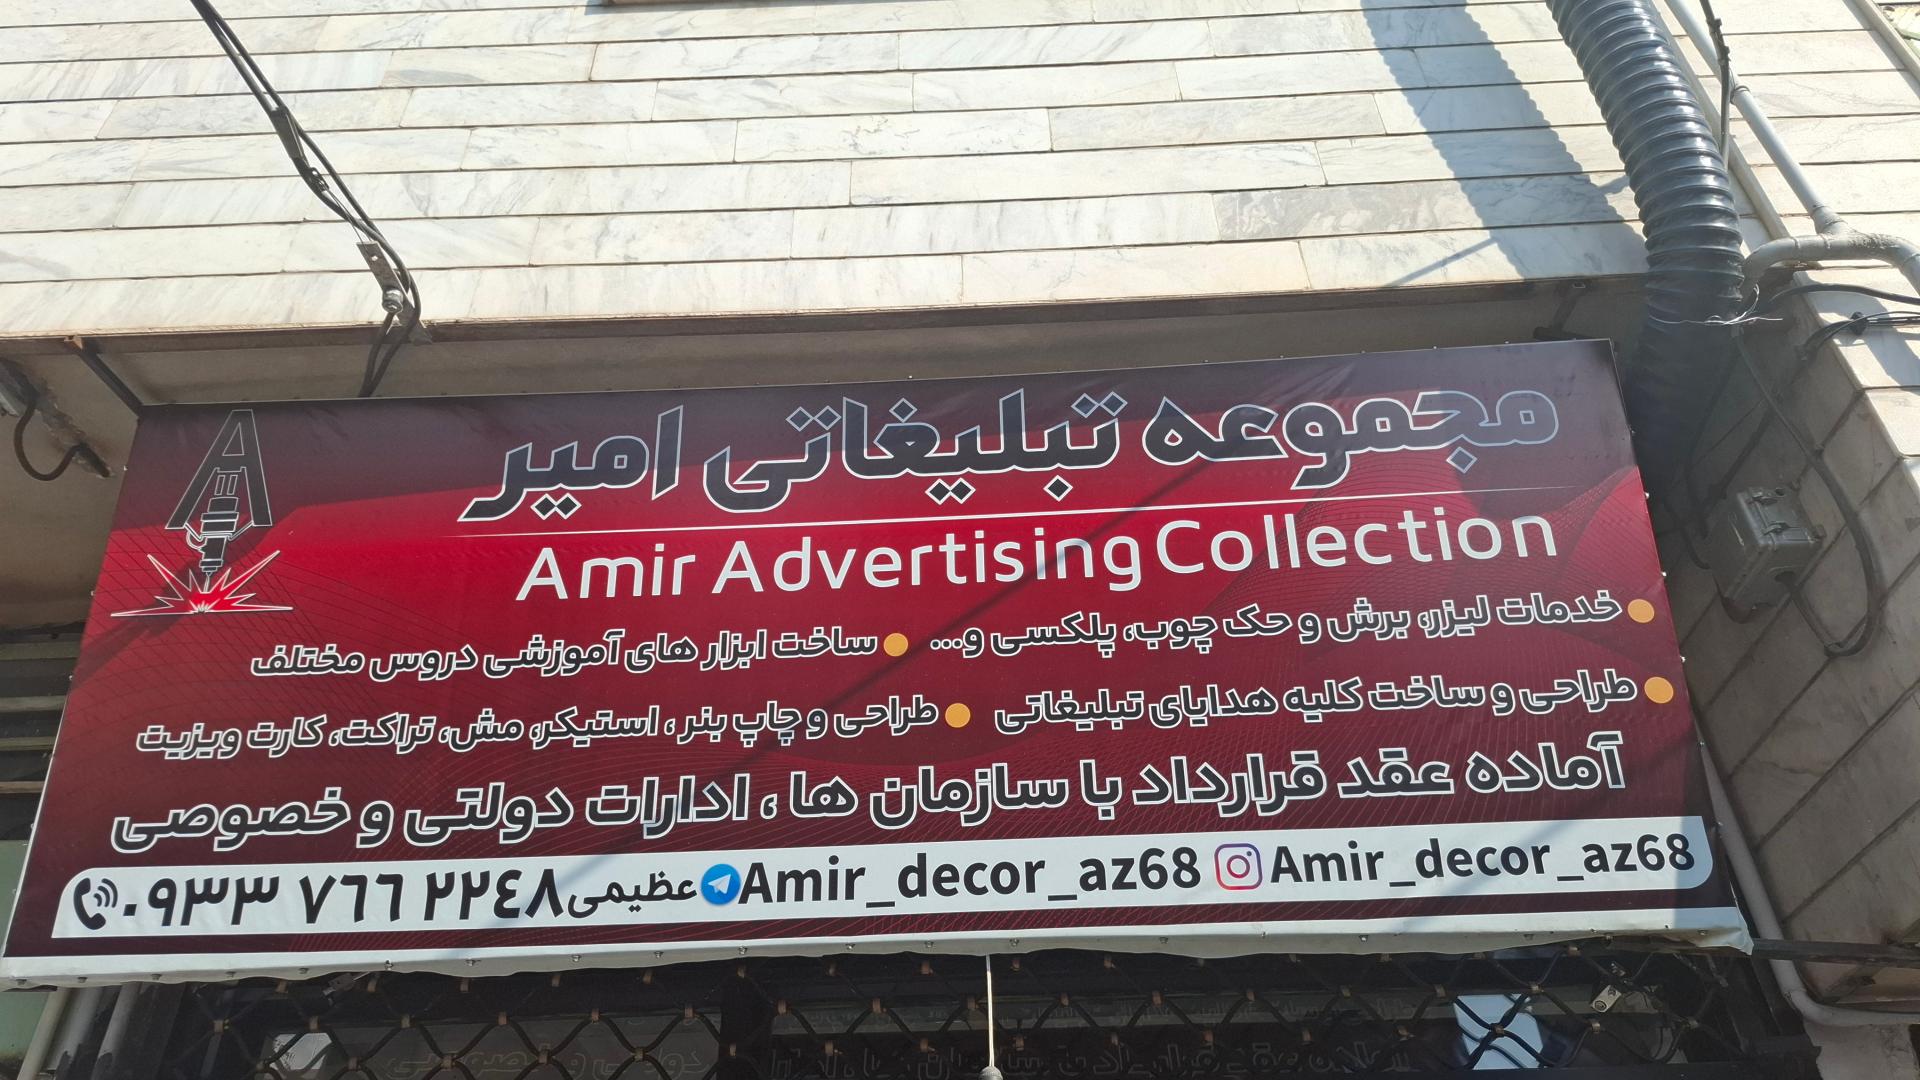 مجموعه تبلیغاتی امیر
Amir Advertising Collection
خدمات لیزر، برش و حک چوب، پلکسی و... ساخت ابزار های آموزشی دروس مختلف
طراحی و ساخت کلیه هدایای تبلیغاتی طراحی و چاپ بنر، استیکر، مش، تراکت، کارت ویزیت
آماده عقد قرارداد با سازمان ها ، ادارات دولتی و خصوصی
۰۹۳۳ ۷٦٦ ۲۲٤۸ عظیمی Amir_decor_az68 Amir_decor_az68